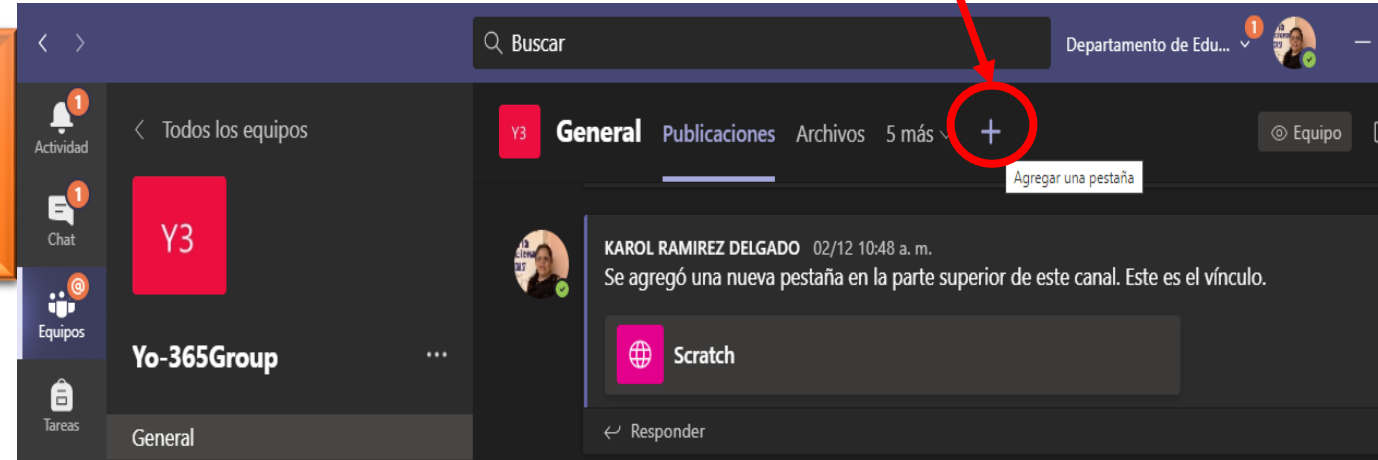 Buscar
Departamento de Edu...
1
1
Actividad
Todos los equipos
Y3
General Publicaciones Archivos 5 más +
Equipo
Agregar una pestaña
1
Chat
Y3
KAROL RAMIREZ DELGADO 02/12 10:48 a. m.
Se agregó una nueva pestaña en la parte superior de este canal. Este es el vínculo.
@
Equipos
Yo-365Group
...
Scratch
Tareas
General
Responder